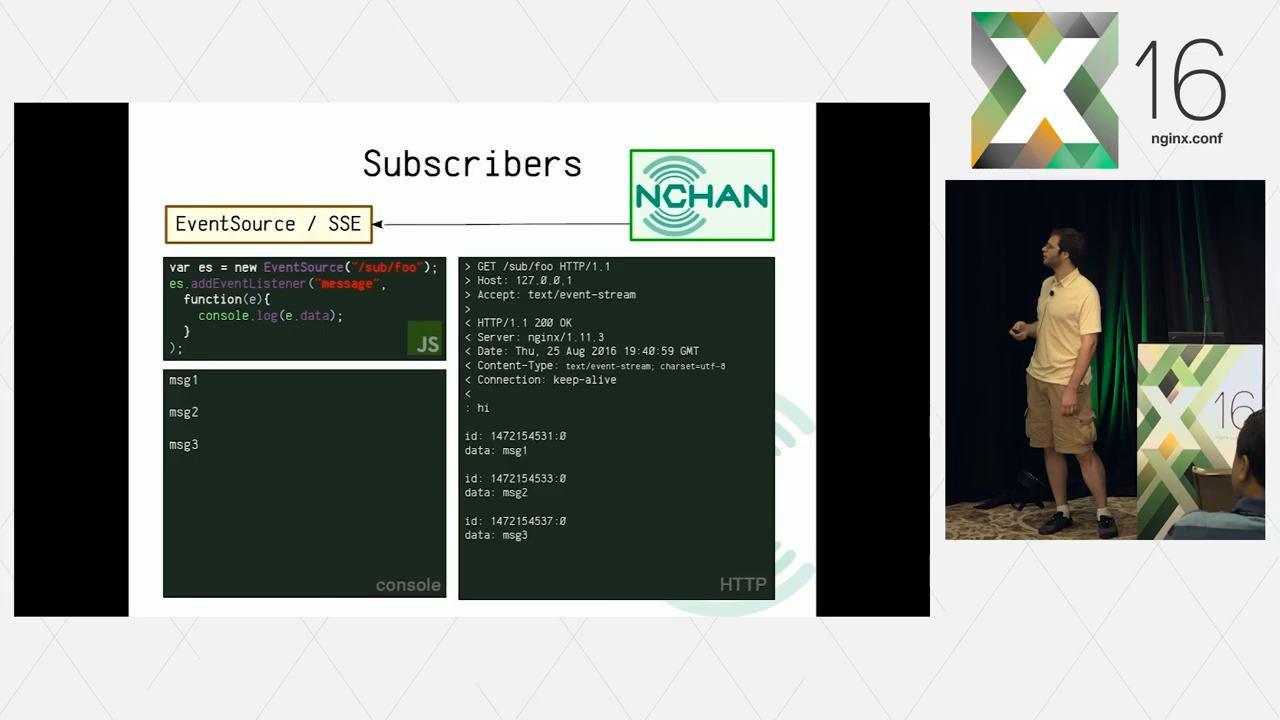 Subscribers
NCHAN
EventSource / SSE
var es = new EventSource("/sub/foo");
es.addEventListener("message",
function(e){
console.log(e.data);
}
);
JS
msg1
msg2
msg3
console
> GET /sub/foo HTTP/1.1
> Host: 127.0.0.1
> Accept: text/event-stream
>
< HTTP/1.1 200 OK
< Server: nginx/1.11.3
< Date: Thu, 25 Aug 2016 19:40:59 GMT
< Content-Type: text/event-stream; charset=utf-8
< Connection: keep-alive
<
: hi
id: 1472154531:0
data: msg1
id: 1472154533:0
data: msg2
id: 1472154537:0
data: msg3
HTTP
X 16
nginx.conf
16